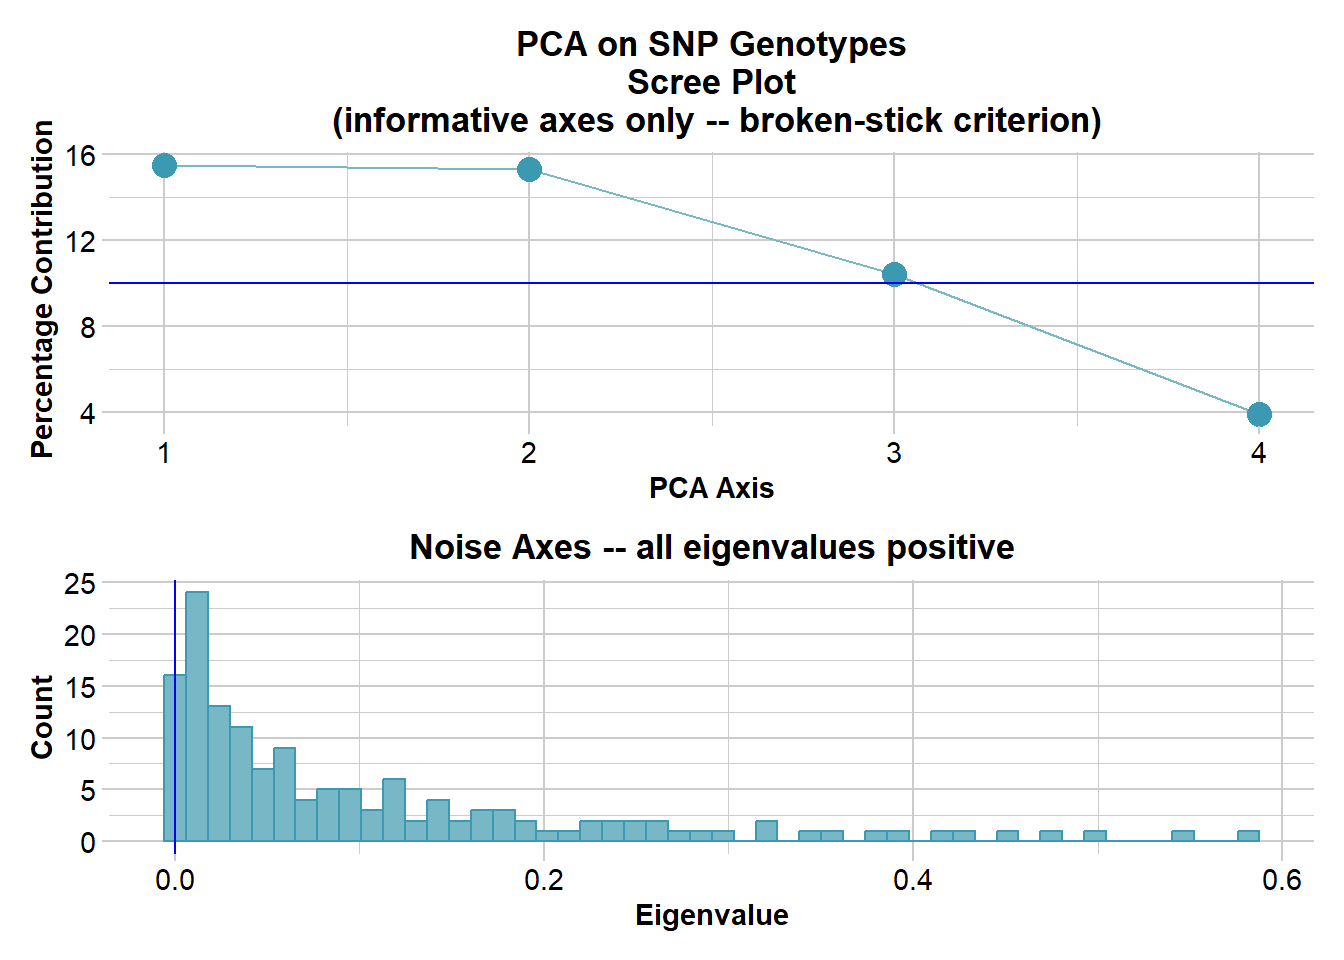 PCA on SNP Genotypes
Scree Plot
(informative axes only -- broken-stick criterion)
Percentage Contribution
16
12
8
4
1 2 3 4
PCA Axis
Noise Axes -- all eigenvalues positive
Count
25
20
15
10
5
0
0.0 0.2 0.4 0.6
Eigenvalue